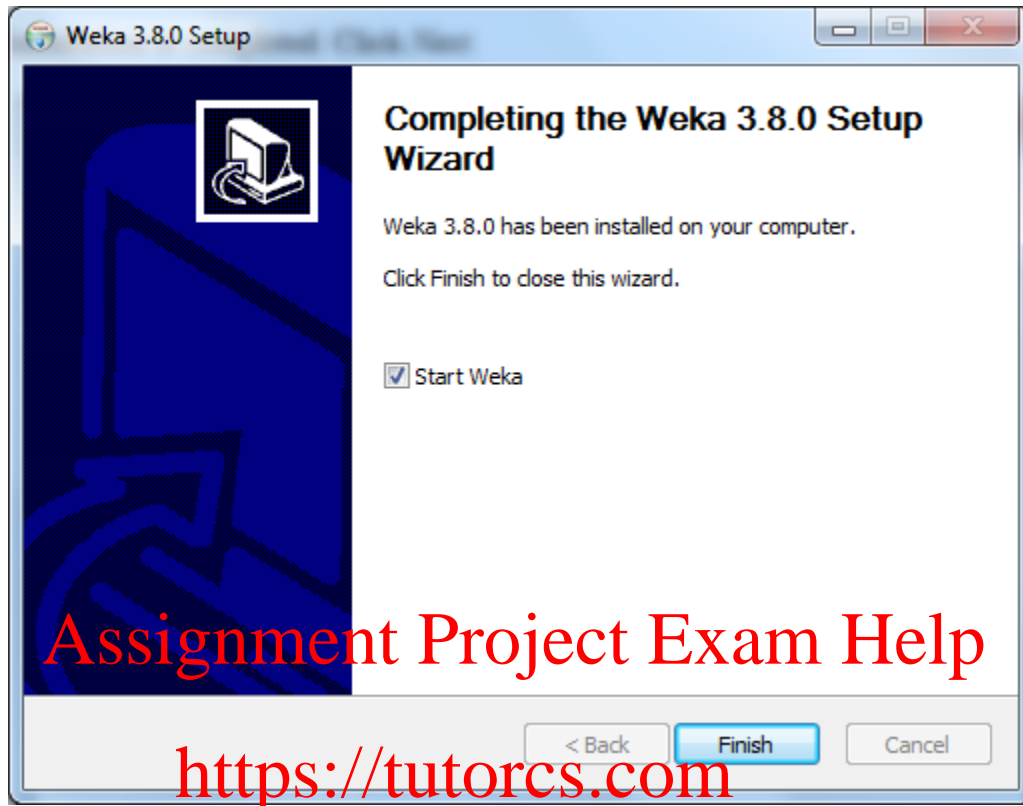 Weka 3.8.0 Setup
Completing the Weka 3.8.0 Setup
Wizard
Weka 3.8.0 has been installed on your computer.
Click Finish to close this wizard.
Start Weka
Assignment Project Exam Help
< Back
Finish
Cancel
https://tutorcs.com